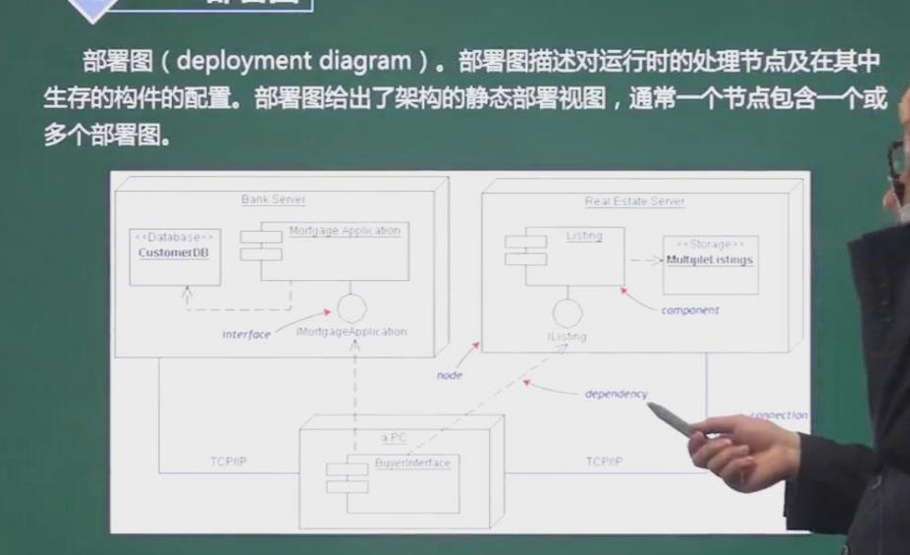 部署图（deployment diagram）。部署图描述对运行时的处理节点及在其中
生存的构件的配置。部署图给出了架构的静态部署视图，通常一个节点包含一个或
多个部署图。
Bank Server
Real Estate Server
<<Database>>
CustomerDB
Mortgage Application
Listing
<<Storage>>
MultipleListings
component
interface
IMortgageApplication
IListing
node
dependency
connection
a PC
TCP/IP
BuyerInterface
TCP/IP